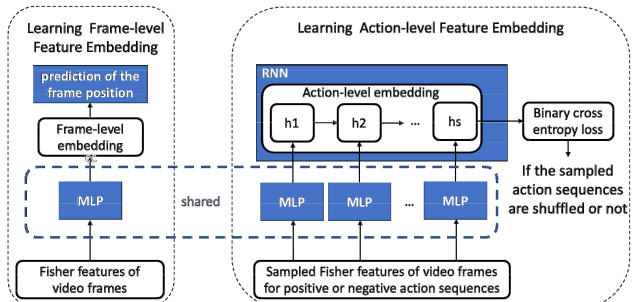 Learning Frame-level
Feature Embedding
prediction of the
frame position
Frame-level
embedding
MLP
Fisher features of
video frames
shared
Learning Action-level Feature Embedding
RNN
Action-level embedding
h1
h2
...
hs
Binary cross
entropy loss
If the sampled
action sequences
are shuffled or not
MLP
MLP
...
MLP
Sampled Fisher features of video frames
for positive or negative action sequences